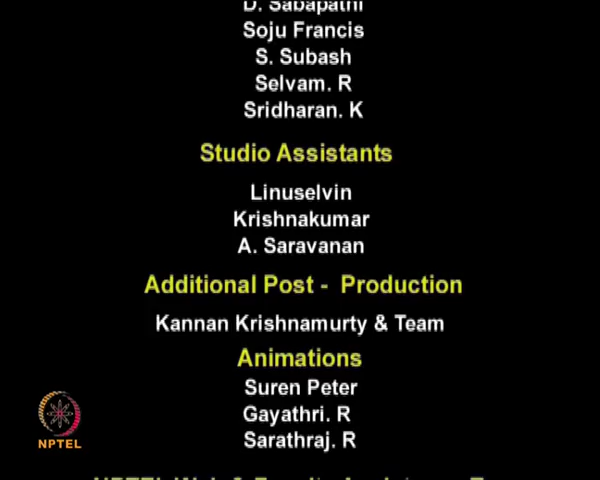 D. Sabapathi
Soju Francis
S. Subash
Selvam. R
Sridharan. K
Studio Assistants
Linuselvin
Krishnakumar
A. Saravanan
Additional Post - Production
Kannan Krishnamurty & Team
Animations
Suren Peter
Gayathri. R
Sarathraj. R
NPTEL